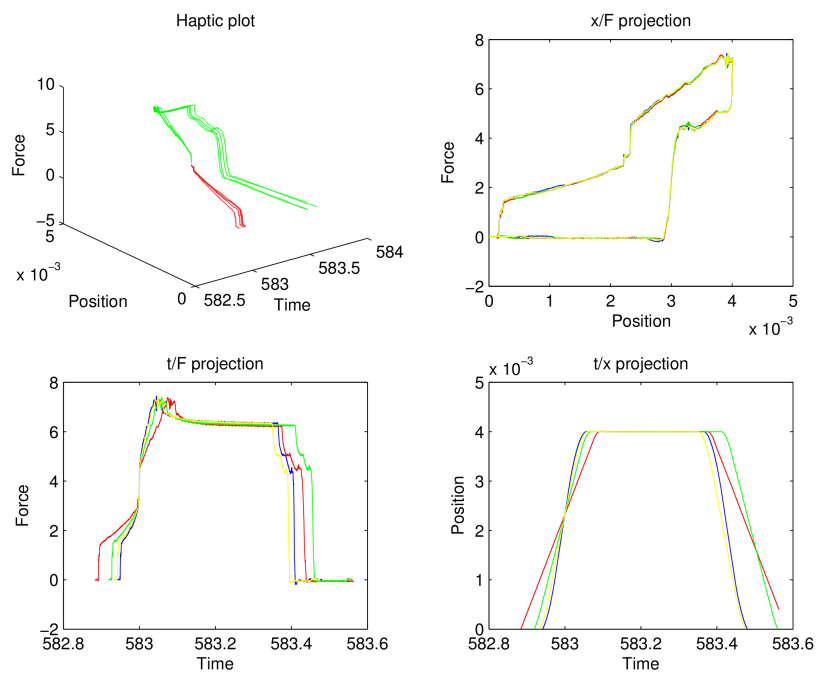 Haptic plot
10
5
0
−5
Force
5
x 10⁻³
Position
0
582.5
583
583.5
584
Time
x/F projection
8
6
4
2
0
−2
Force
0 1 2 3 4 5
Position
x 10⁻³
t/F projection
8
6
4
2
0
−2
Force
582.8 583 583.2 583.4 583.6
Time
t/x projection
x 10⁻³
5
4
3
2
1
0
Position
582.8 583 583.2 583.4 583.6
Time